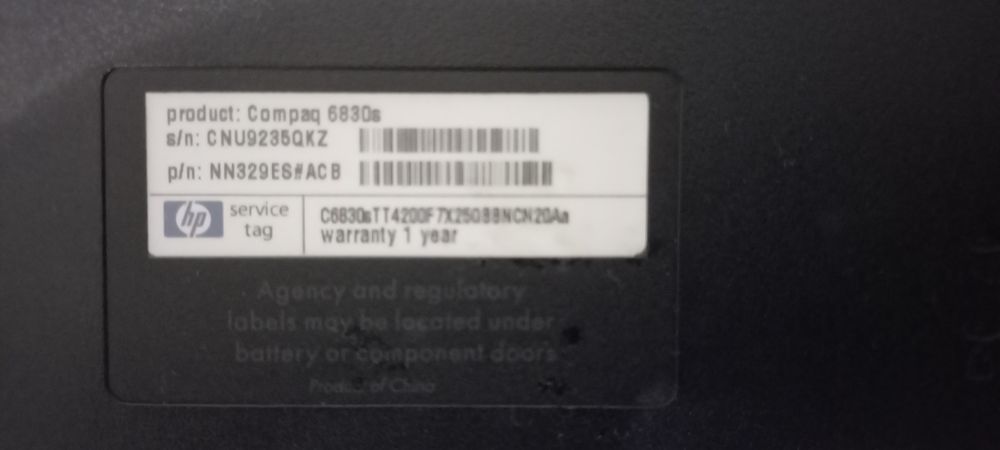 product: Compaq 6830s
s/n: CNU9235QKZ
p/n: NN329ES#ACB
hp
service
tag
C6830sTT4200F7X250BBNCN20Aa
warranty 1 year
Agency and regulatory
labels may be located under
battery or component doors
Product of China